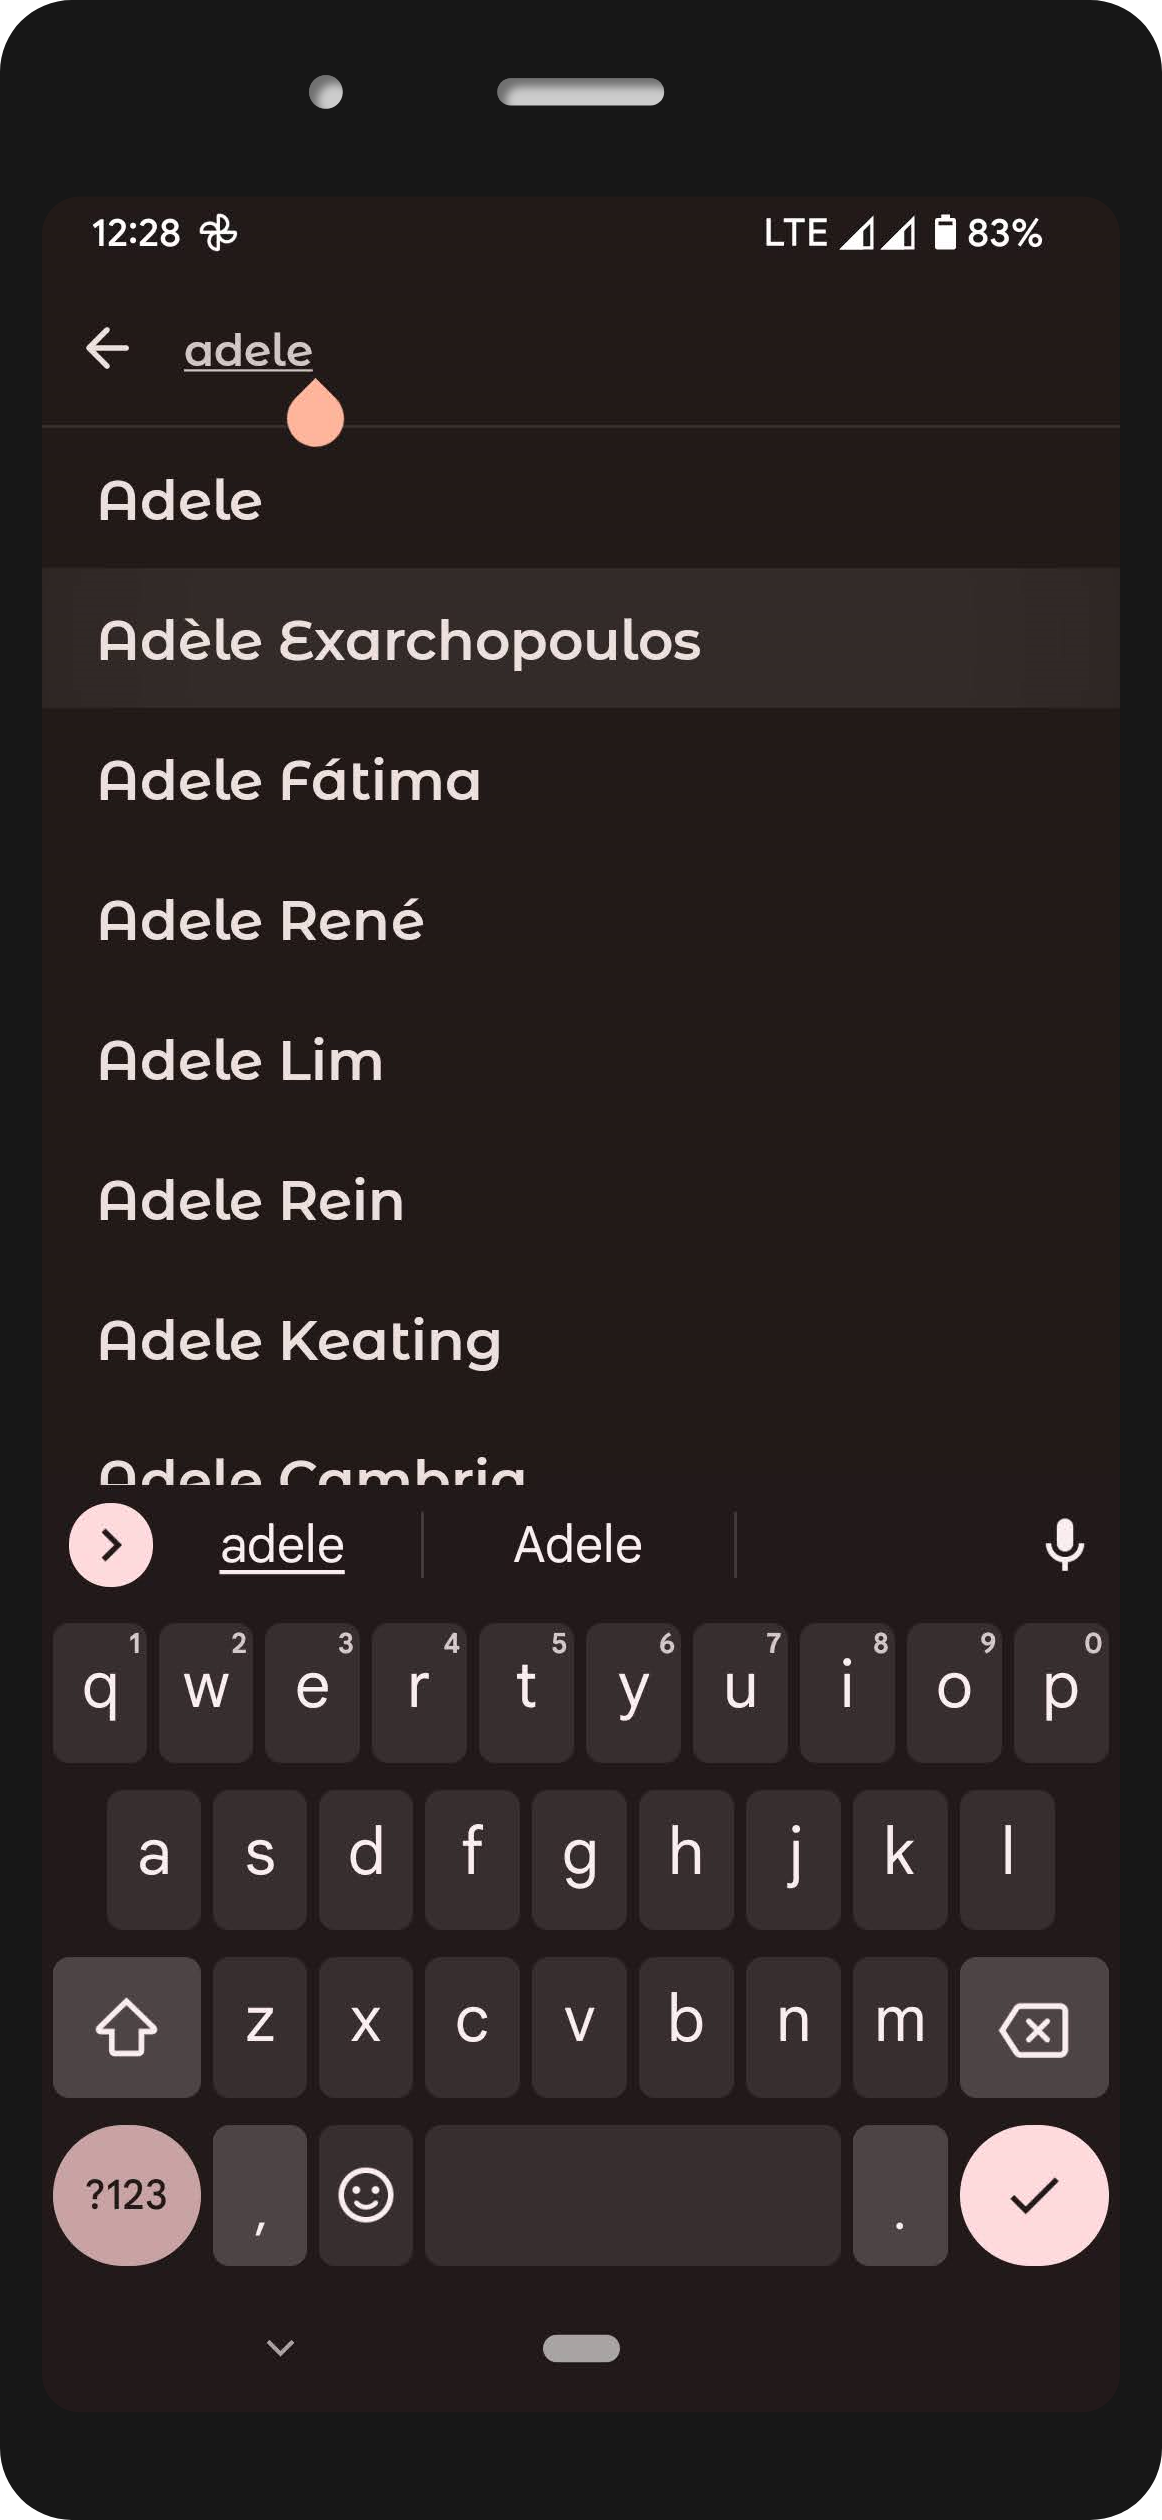 12:28 LTE 83%
adele
Adele
Adèle Exarchopoulos
Adele Fátima
Adele René
Adele Lim
Adele Rein
Adele Keating
Adele Cambria
adele Adele
1 2 3 4 5 6 7 8 9 0
q w e r t y u i o p
a s d f g h j k l
z x c v b n m
?123 , .